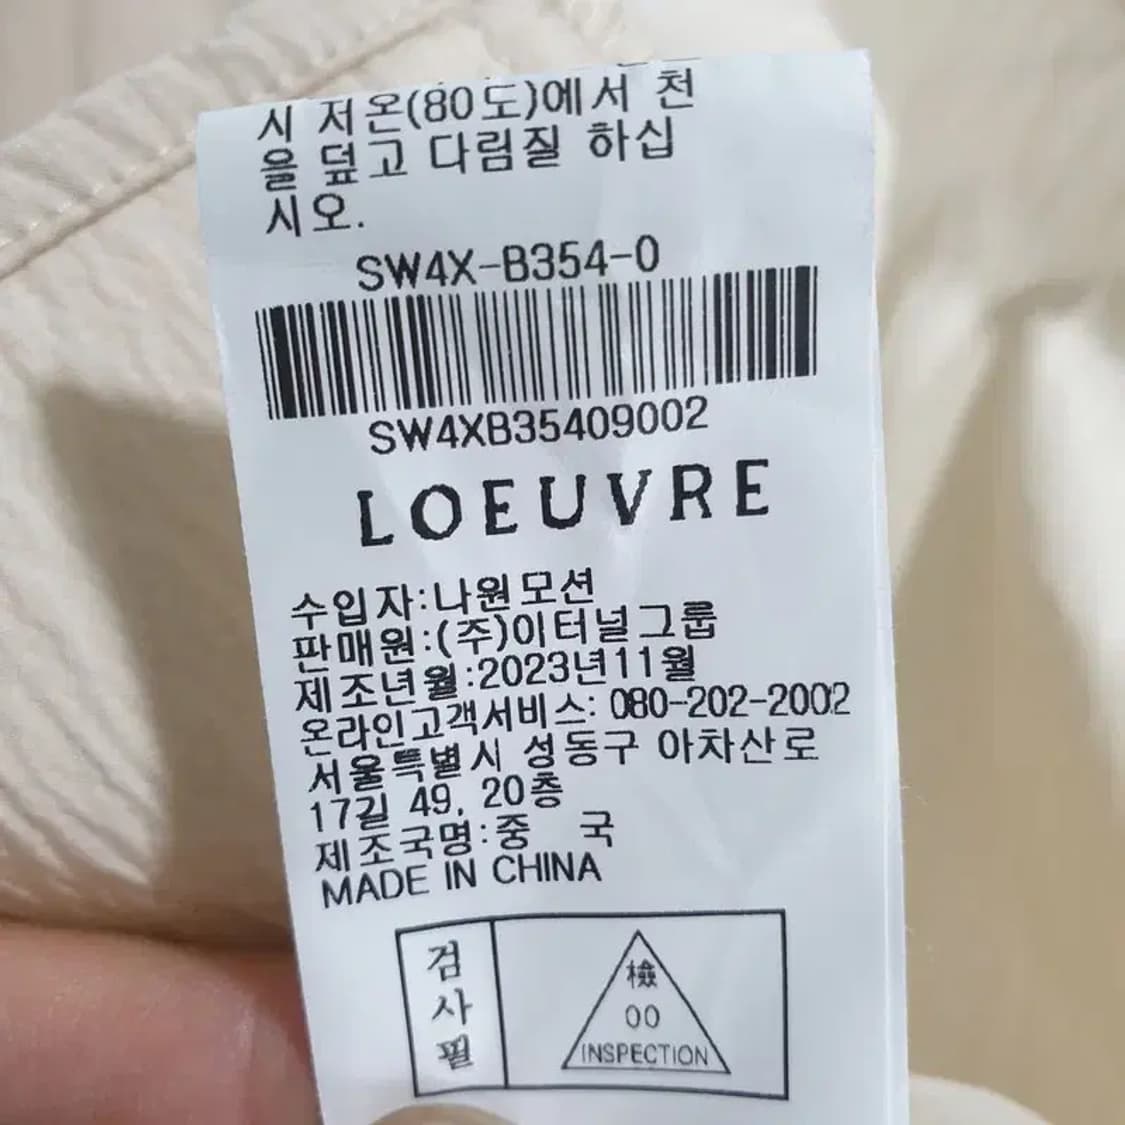 시 저온(80도)에서 천
을 덮고 다림질 하십
시오.
SW4X-B354-0
SW4XB35409002
LOEUVRE
수입자:나원모션
판매원:(주)이터널그룹
제조년월:2023년11월
온라인고객서비스: 080-202-2002
서울특별시 성동구 아차산로
17길 49, 20층
제조국명:중 국
MADE IN CHINA
검사필
檢
00
INSPECTION